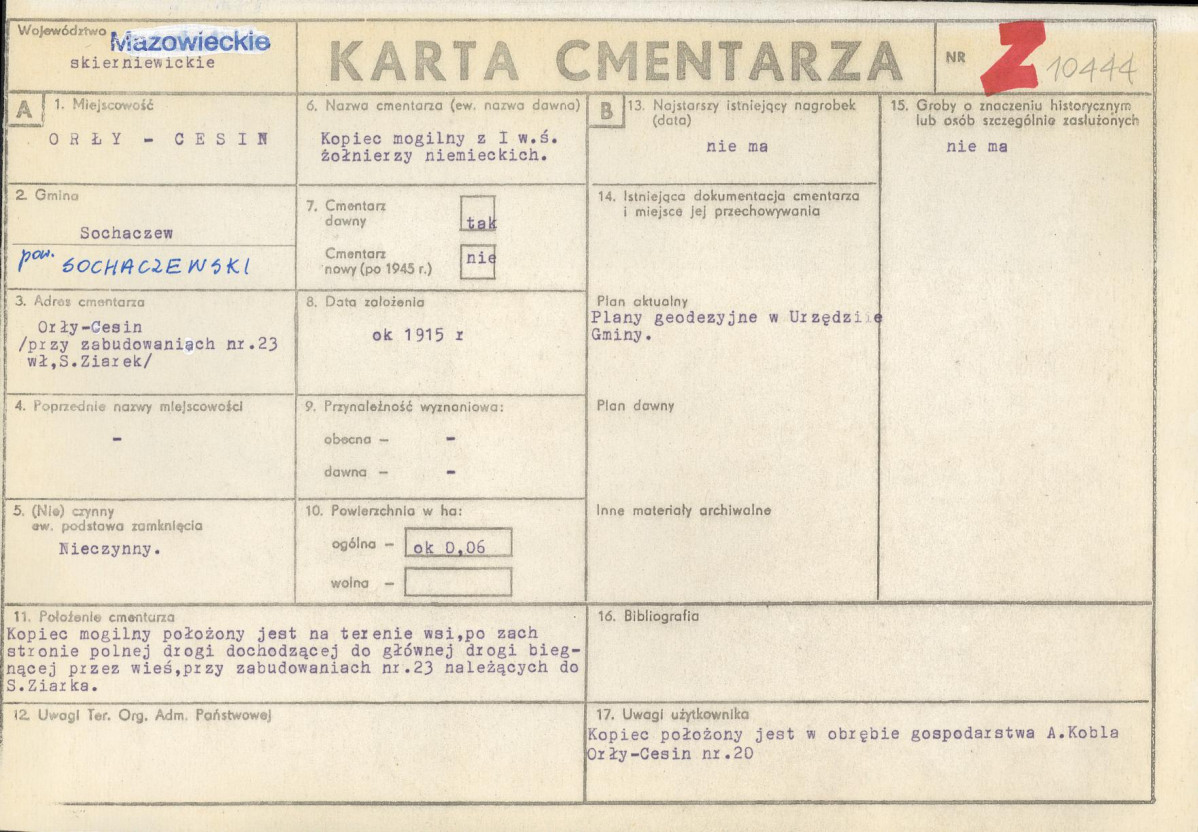 Województwo Mazowieckie
skierniewickie
KARTA CMENTARZA
NR Z 10444
A
1. Miejscowość
ORŁY - CESIN
2. Gmina
Sochaczew
pow. SOCHACZEWSKI
3. Adres cmentarza
Orły-Cesin
/przy zabudowaniach nr.23
wł,S.Ziarek/
4. Poprzednie nazwy miejscowości
-
5. (Nie) czynny
ew. podstawa zamknięcia
Nieczynny.
6. Nazwa cmentarza (ew. nazwa dawna)
Kopiec mogilny z I w.ś.
żołnierzy niemieckich.
7. Cmentarz
dawny tak
Cmentarz
nowy (po 1945 r.) nie
8. Data założenia
ok 1915 r
9. Przynależność wyznaniowa:
obecna – -
dawna – -
10. Powierzchnia w ha:
ogólna – ok 0,06
wolna –
11. Położenie cmentarza
Kopiec mogilny położony jest na terenie wsi,po zach
stronie polnej drogi dochodzącej do głównej drogi bieg-
nącej przez wieś,przy zabudowaniach nr.23 należących do
S.Ziarka.
12. Uwagi Ter. Org. Adm. Państwowej
B
13. Najstarszy istniejący nagrobek
(data)
nie ma
14. Istniejąca dokumentacja cmentarza
i miejsce jej przechowywania
Plan aktualny
Plany geodezyjne w Urzędziie
Gminy.
Plan dawny
Inne materiały archiwalne
15. Groby o znaczeniu historycznym
lub osób szczególnie zasłużonych
nie ma
16. Bibliografia
17. Uwagi użytkownika
Kopiec położony jest w obrębie gospodarstwa A.Kobla
Orły-Cesin nr.20